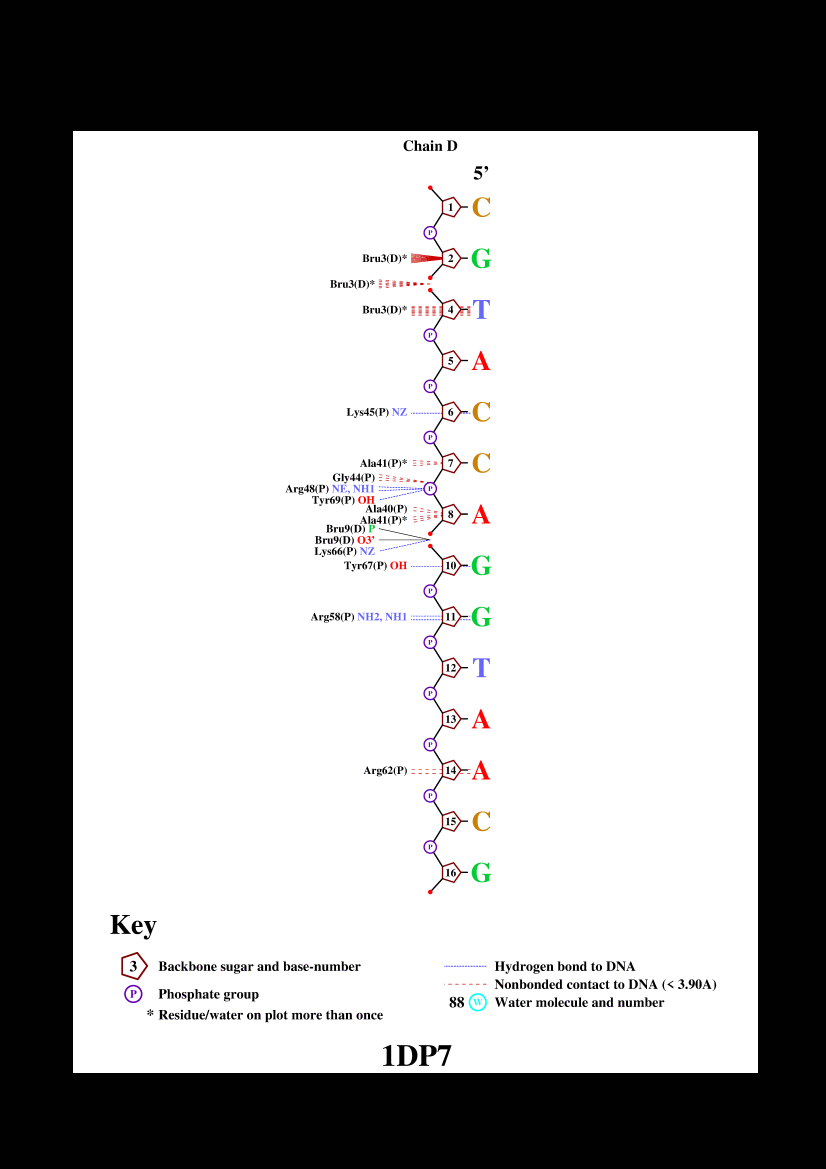 Chain D
5’
1 C
P
Bru3(D)* 2 G
Bru3(D)*
Bru3(D)* 4 T
P
5 A
P
Lys45(P) NZ 6 C
P
Ala41(P)* 7 C
Gly44(P)
Arg48(P) NE, NH1 P
Tyr69(P) OH
Ala40(P)
8 A
Ala41(P)*
Bru9(D) P
Bru9(D) O3’
Lys66(P) NZ
Tyr67(P) OH 10 G
P
Arg58(P) NH2, NH1 11 G
P
12 T
P
13 A
P
Arg62(P) 14 A
P
15 C
P
16 G
Key
3 Backbone sugar and base-number
P Phosphate group
* Residue/water on plot more than once
Hydrogen bond to DNA
Nonbonded contact to DNA (< 3.90A)
88 W Water molecule and number
1DP7